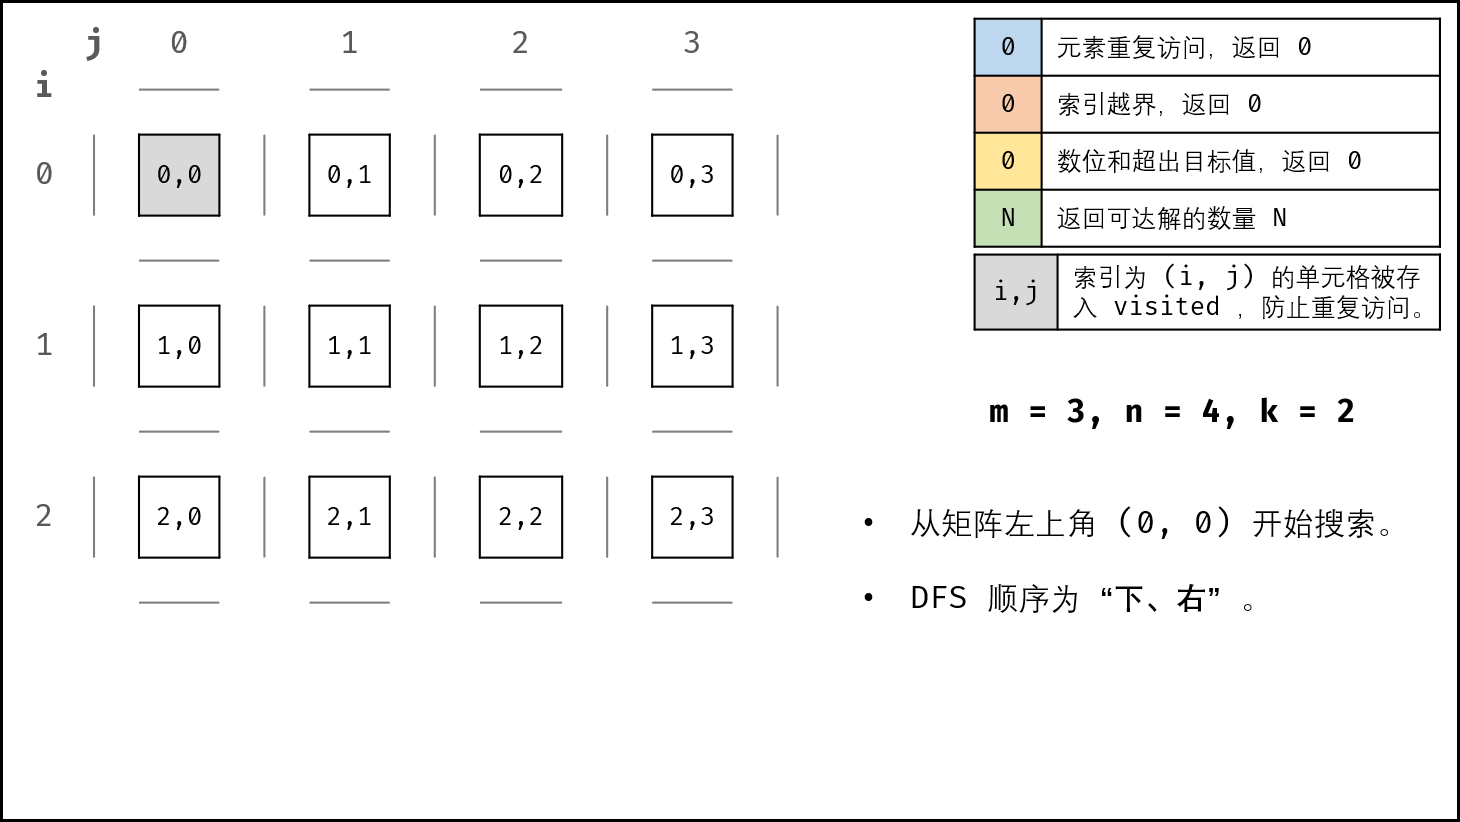 j 0 1 2 3
i
0 0,0 0,1 0,2 0,3
1 1,0 1,1 1,2 1,3
2 2,0 2,1 2,2 2,3
0 元素重复访问，返回 0
0 索引越界，返回 0
0 数位和超出目标值，返回 0
N 返回可达解的数量 N
i,j 索引为 (i, j) 的单元格被存
入 visited ，防止重复访问。
m = 3, n = 4, k = 2
• 从矩阵左上角 (0, 0) 开始搜索。
• DFS 顺序为 “下、右” 。